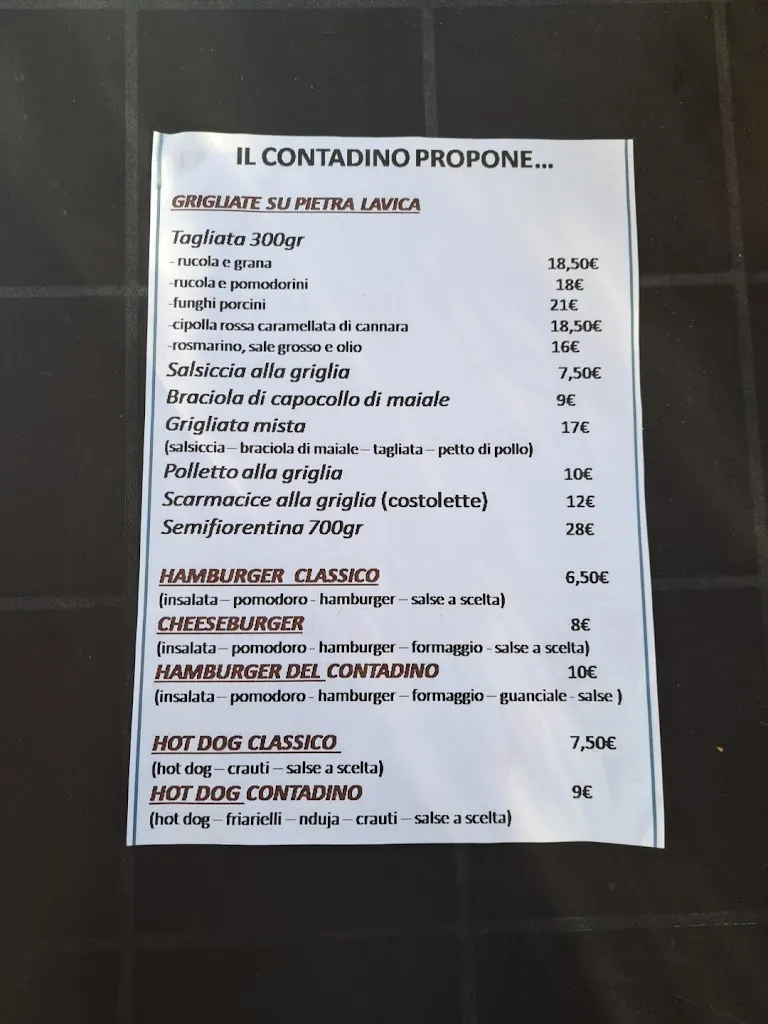 IL CONTADINO PROPONE...
GRIGLIATE SU PIETRA LAVICA
Tagliata 300gr
- rucola e grana 18,50€
-rucola e pomodorini 18€
-funghi porcini 21€
-cipolla rossa caramellata di cannara 18,50€
-rosmarino, sale grosso e olio 16€
Salsiccia alla griglia 7,50€
Braciola di capocollo di maiale 9€
Grigliata mista 17€
(salsiccia – braciola di maiale – tagliata – petto di pollo)
Polletto alla griglia 10€
Scarmacice alla griglia (costolette) 12€
Semifiorentina 700gr 28€
HAMBURGER CLASSICO 6,50€
(insalata – pomodoro - hamburger – salse a scelta)
CHEESEBURGER 8€
(insalata – pomodoro - hamburger – formaggio - salse a scelta)
HAMBURGER DEL CONTADINO 10€
(insalata – pomodoro - hamburger – formaggio – guanciale - salse )
HOT DOG CLASSICO 7,50€
(hot dog – crauti – salse a scelta)
HOT DOG CONTADINO 9€
(hot dog – friarielli – nduja – crauti – salse a scelta)